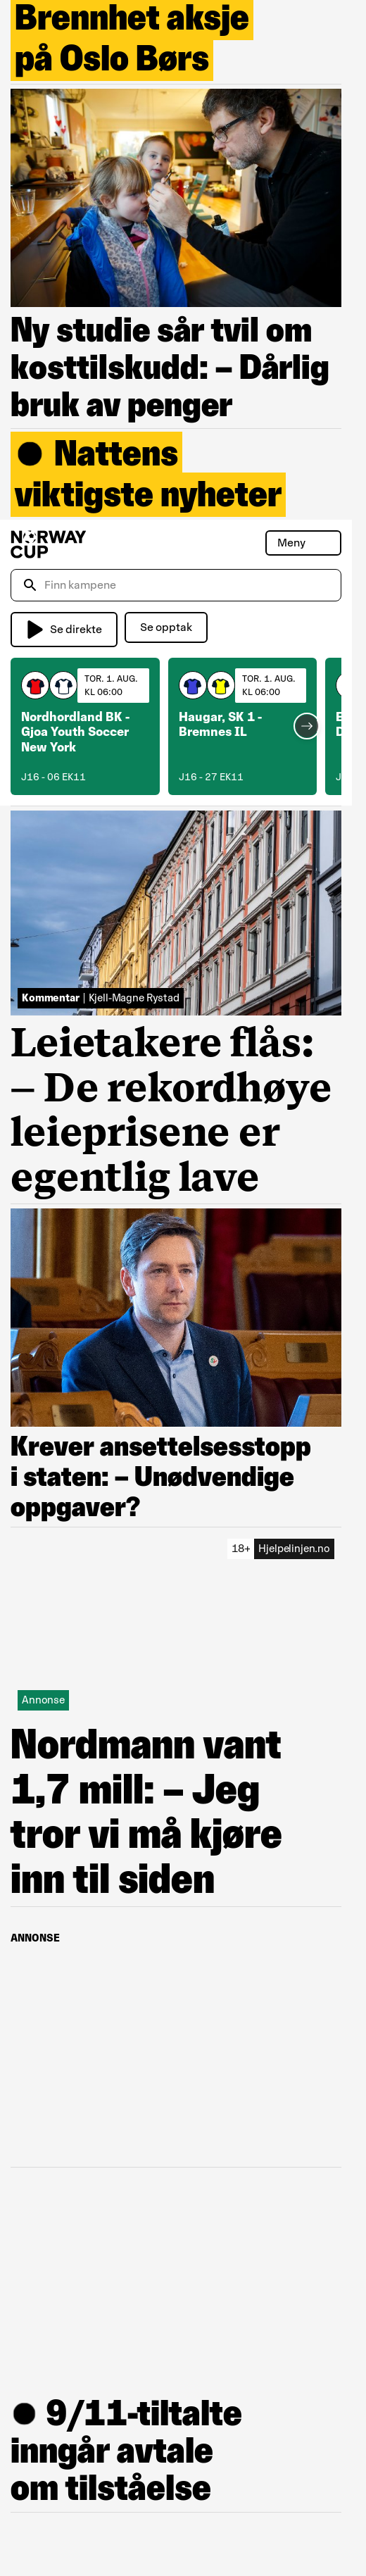 Brennhet aksje
på Oslo Børs
Ny studie sår tvil om
kosttilskudd: – Dårlig
bruk av penger
Nattens
viktigste nyheter
NORWAY
CUP
Meny
Finn kampene
Se direkte
Se opptak
TOR. 1. AUG.
KL 06:00
Nordhordland BK -
Gjoa Youth Soccer
New York
J16 - 06 EK11
TOR. 1. AUG.
KL 06:00
Haugar, SK 1 -
Bremnes IL
J16 - 27 EK11
Kommentar | Kjell-Magne Rystad
Leietakere flås:
– De rekordhøye
leieprisene er
egentlig lave
Krever ansettelsesstopp
i staten: – Unødvendige
oppgaver?
18+ Hjelpelinjen.no
Annonse
Nordmann vant
1,7 mill: – Jeg
tror vi må kjøre
inn til siden
ANNONSE
9/11-tiltalte
inngår avtale
om tilståelse